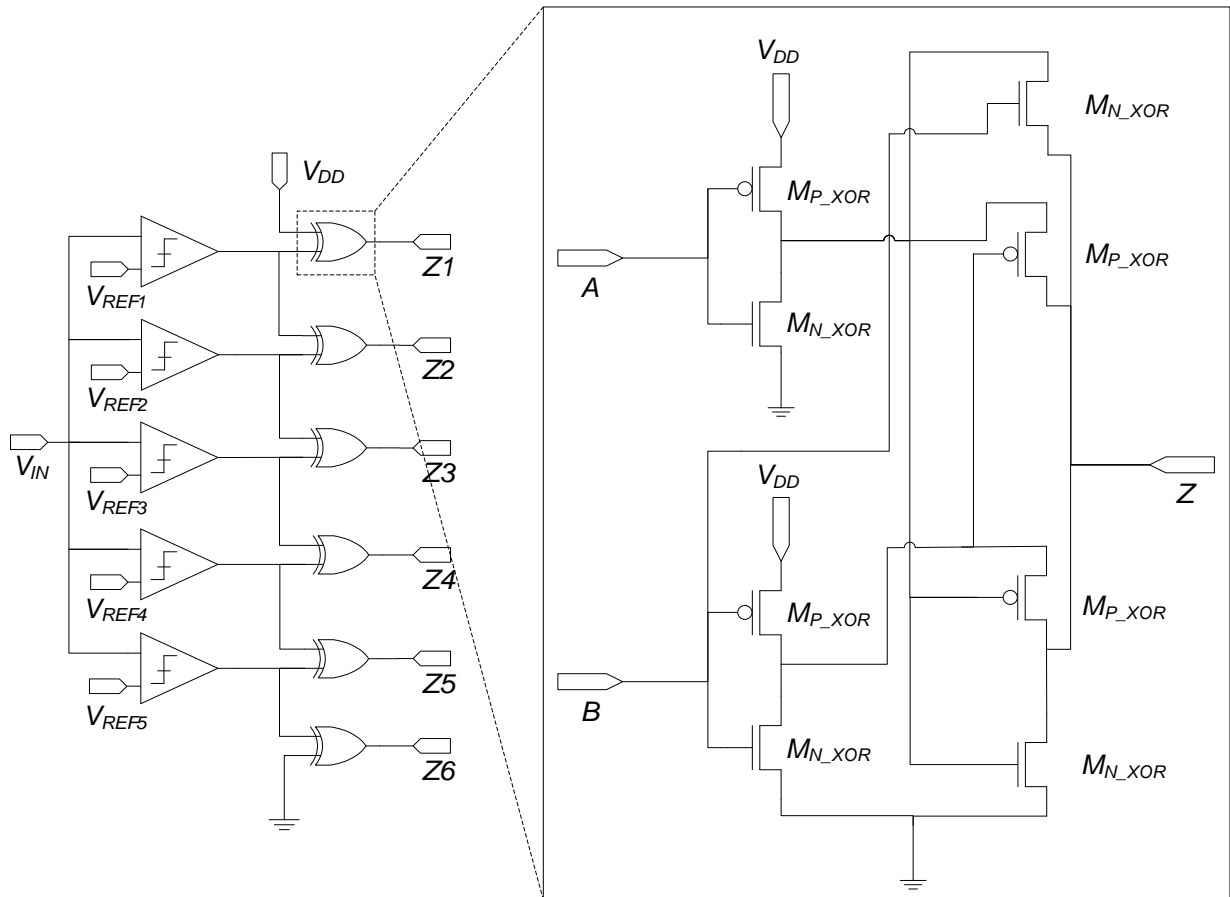 V_DD
Z1
V_REF1
Z2
V_REF2
V_IN
Z3
V_REF3
Z4
V_REF4
Z5
V_REF5
Z6
V_DD
M_N_XOR
M_P_XOR
M_P_XOR
A
M_N_XOR
V_DD
Z
M_P_XOR
M_P_XOR
B
M_N_XOR
M_N_XOR